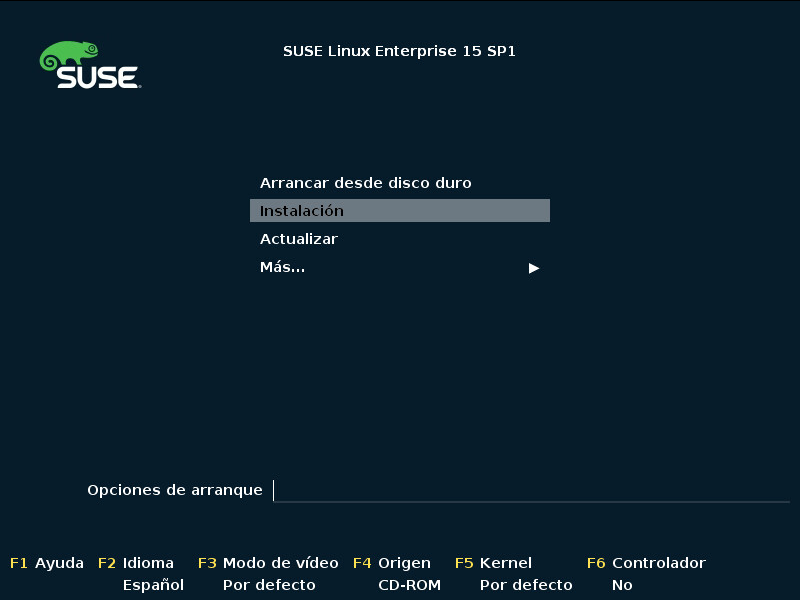 SUSE Linux Enterprise 15 SP1
SUSE
Arrancar desde disco duro
Instalación
Actualizar
Más...
Opciones de arranque
F1 Ayuda F2 Idioma F3 Modo de vídeo F4 Origen F5 Kernel F6 Controlador
Español Por defecto CD-ROM Por defecto No